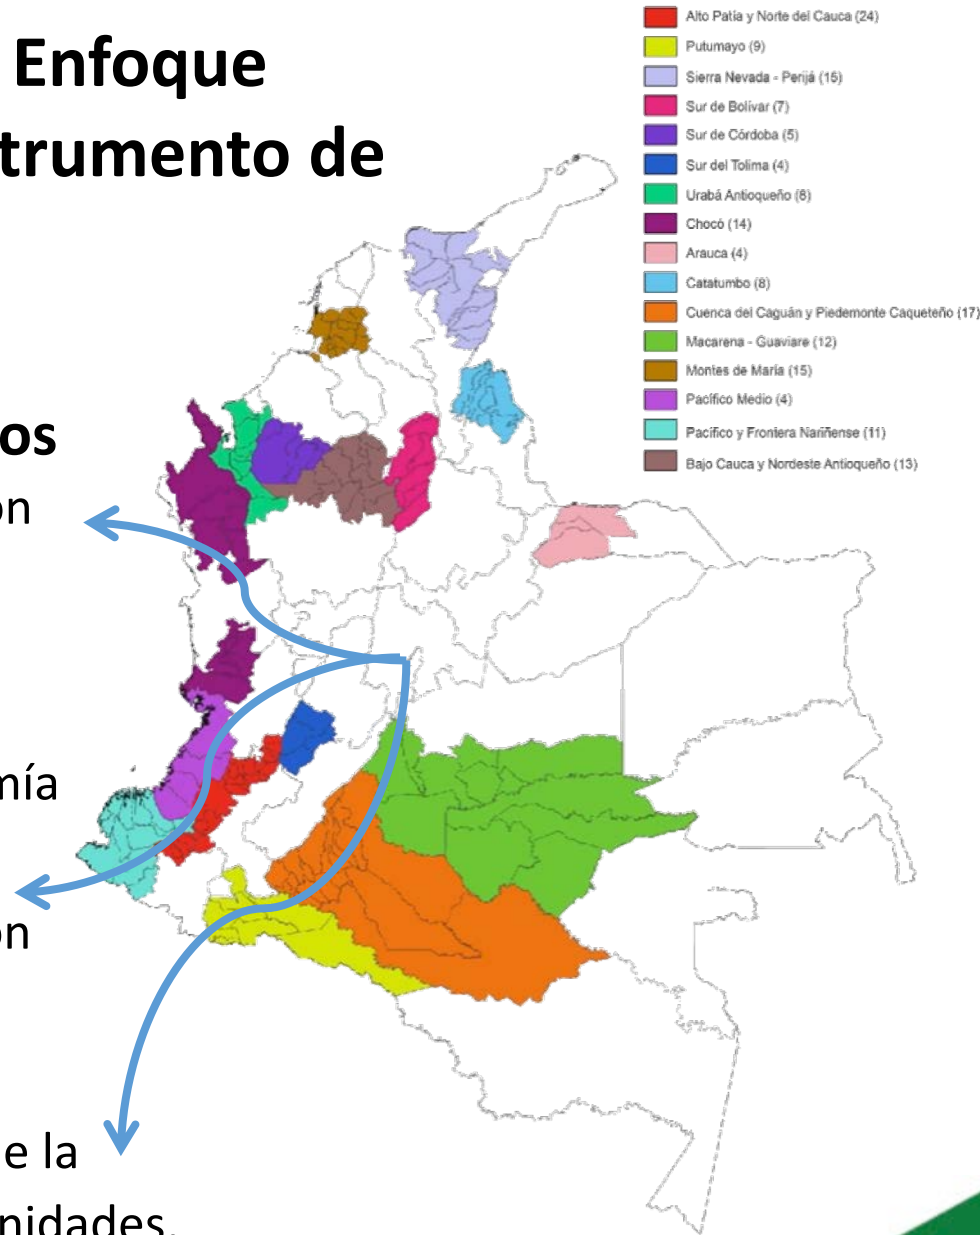 Enfoque
trumento de
os
on
mía
ón
e la
nidades.
Alto Patía y Norte del Cauca (24)
Putumayo (9)
Sierra Nevada - Perijá (15)
Sur de Bolívar (7)
Sur de Córdoba (5)
Sur del Tolima (4)
Urabá Antioqueño (8)
Chocó (14)
Arauca (4)
Catatumbo (8)
Cuenca del Caguán y Piedemonte Caqueteño (17)
Macarena - Guaviare (12)
Montes de María (15)
Pacífico Medio (4)
Pacífico y Frontera Nariñense (11)
Bajo Cauca y Nordeste Antioqueño (13)